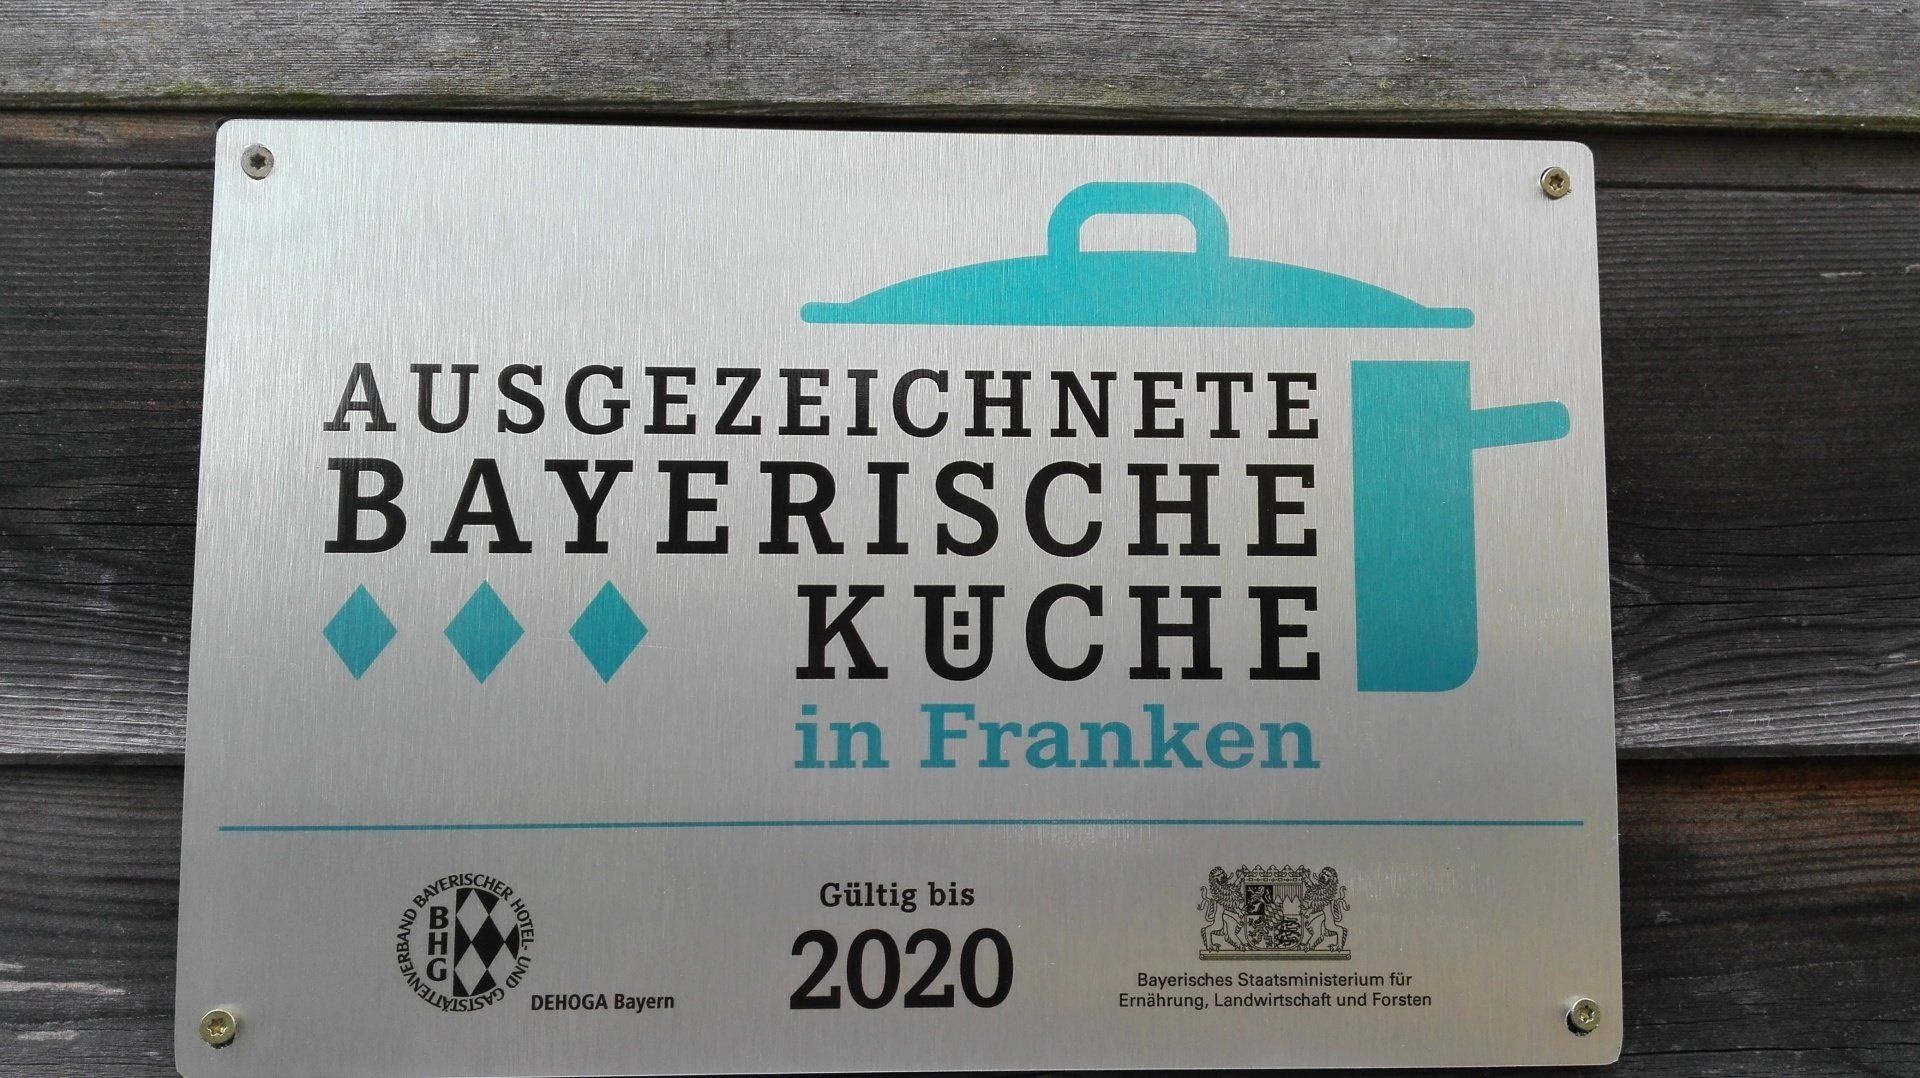 AUSGEZEICHNETE
BAYERISCHE
KÜCHE
in Franken
BAYERISCHER HOTEL- UND GASTSTÄTTENVERBAND
BHG
DEHOGA Bayern
Gültig bis
2020
Bayerisches Staatsministerium für
Ernährung, Landwirtschaft und Forsten